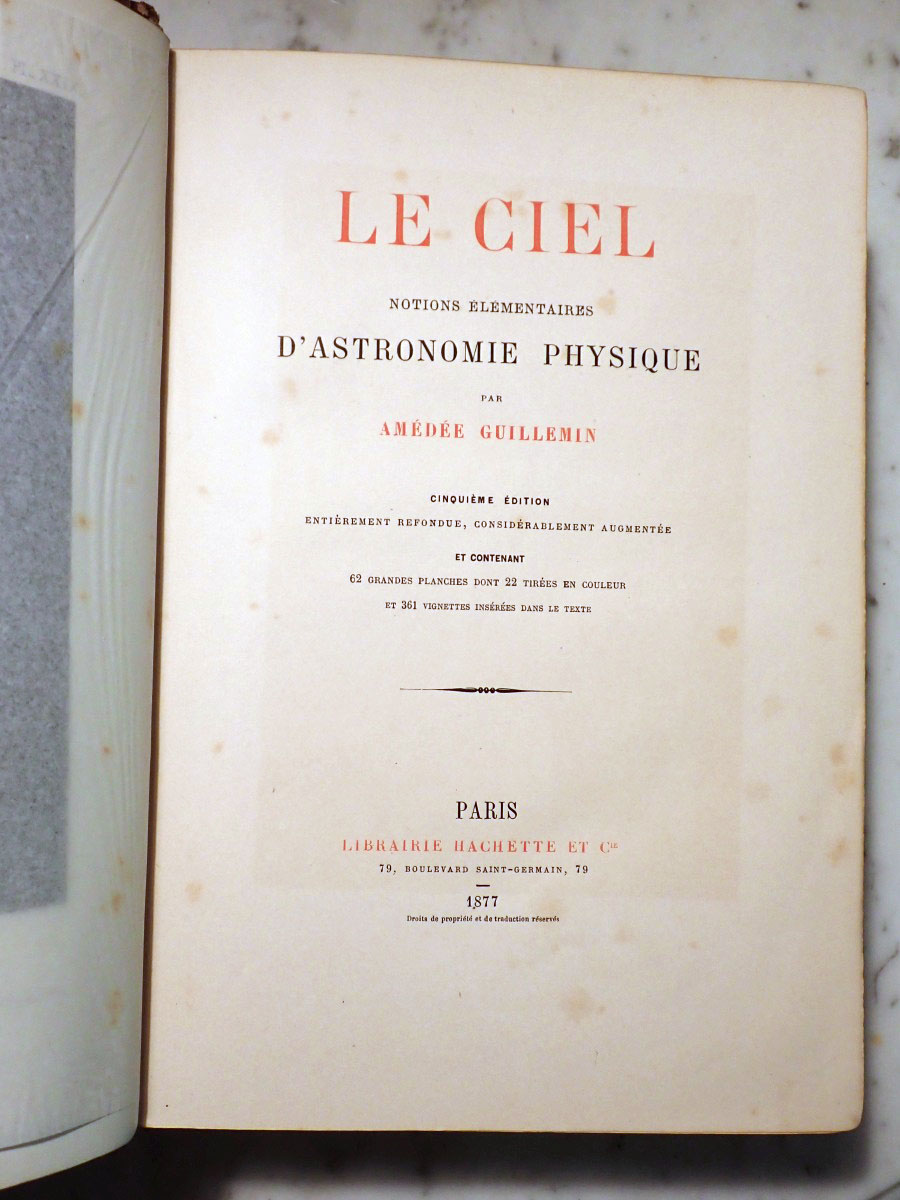 LE CIEL
NOTIONS ÉLÉMENTAIRES
D'ASTRONOMIE PHYSIQUE
PAR
AMÉDÉE GUILLEMIN
CINQUIÈME ÉDITION
ENTIÈREMENT REFONDUE, CONSIDÉRABLEMENT AUGMENTÉE
ET CONTENANT
62 GRANDES PLANCHES DONT 22 TIRÉES EN COULEUR
ET 361 VIGNETTES INSÉRÉES DANS LE TEXTE
PARIS
LIBRAIRIE HACHETTE ET Cie
79, BOULEVARD SAINT-GERMAIN, 79
1877
Droits de propriété et de traduction réservés